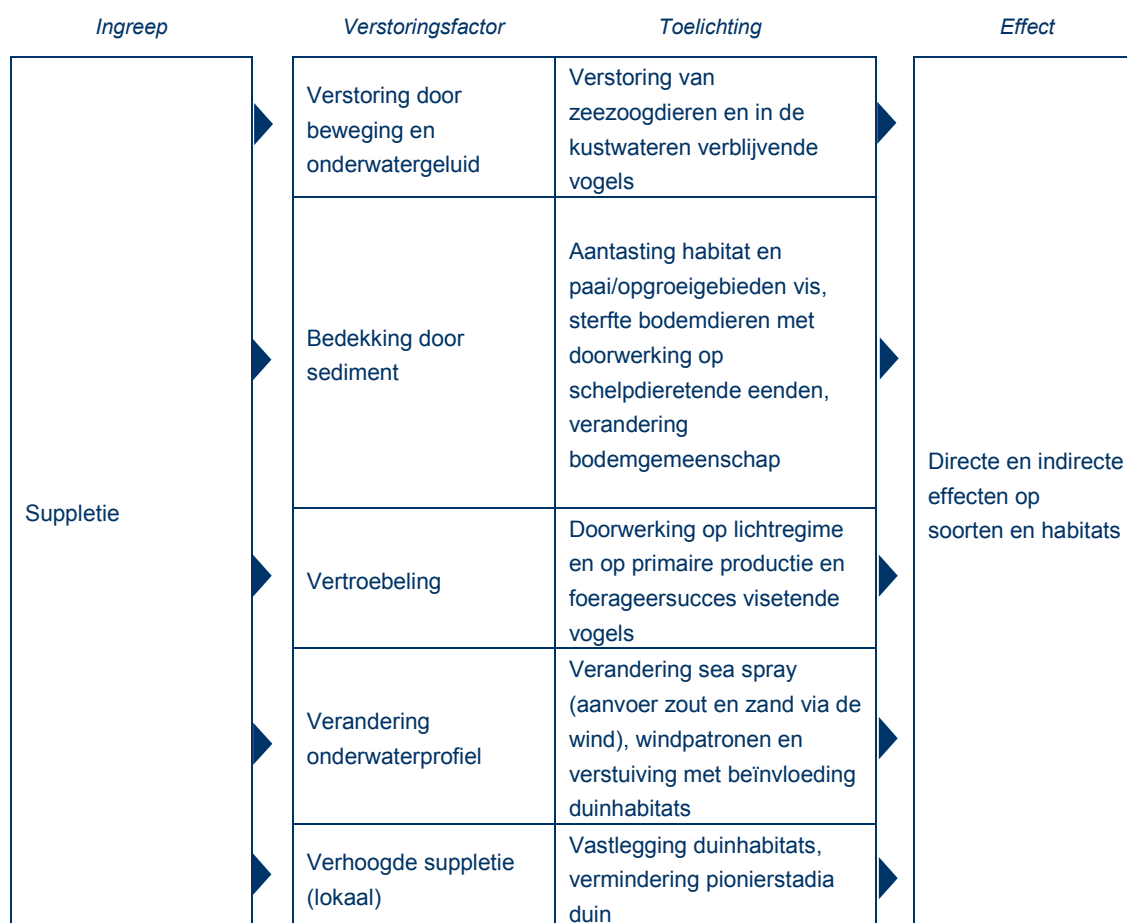 Ingreep
Verstoringsfactor
Toelichting
Effect
Suppletie
Verstoring door
beweging en
onderwatergeluid
Verstoring van
zeezoogdieren en in de
kustwateren verblijvende
vogels
Bedekking door
sediment
Aantasting habitat en
paai/opgroeigebieden vis,
sterfte bodemdieren met
doorwerking op
schelpdieretende eenden,
verandering
bodemgemeenschap
Vertroebeling
Doorwerking op lichtregime
en op primaire productie en
foerageersucces visetende
vogels
Verandering
onderwaterprofiel
Verandering sea spray
(aanvoer zout en zand via de
wind), windpatronen en
verstuiving met beïnvloeding
duinhabitats
Verhoogde suppletie
(lokaal)
Vastlegging duinhabitats,
vermindering pionierstadia
duin
Directe en indirecte
effecten op
soorten en habitats